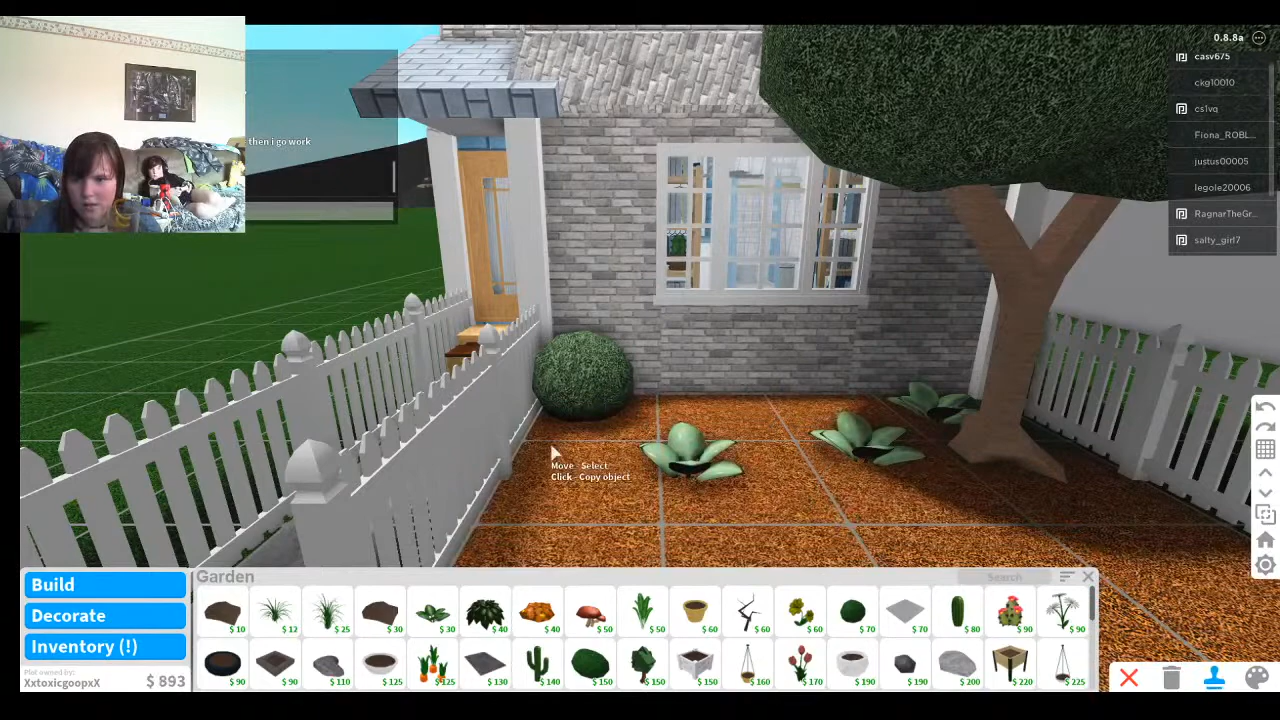 0.8.8a
casv675
ckg10010
cs1vq
Fiona_ROBL...
justus00005
legole20006
RagnarTheGr...
salty_girl7
then i go work
Move Select
Click - Copy object
Build
Decorate
Inventory (!)
Plot owned by:
XxtoxicgoopxX
$ 893
Garden
Search
$ 10 $ 12 $ 25 $ 30 $ 30 $ 40 $ 40 $ 50 $ 50 $ 60 $ 60 $ 60 $ 70 $ 70 $ 80 $ 90 $ 90
$ 90 $ 90 $ 110 $ 125 $ 125 $ 130 $ 140 $ 150 $ 150 $ 150 $ 160 $ 170 $ 190 $ 190 $ 200 $ 220 $ 225